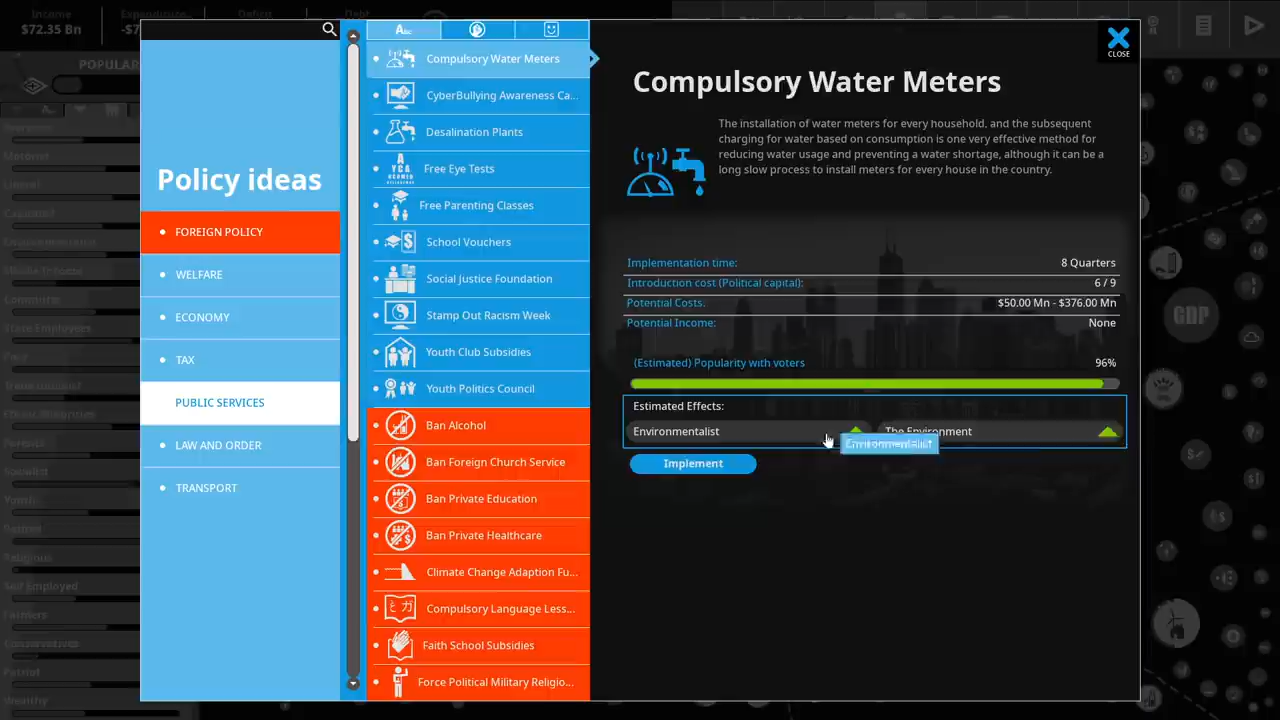 Income
$72.35 Bn
Policy ideas
FOREIGN POLICY
WELFARE
ECONOMY
TAX
PUBLIC SERVICES
LAW AND ORDER
TRANSPORT
Compulsory Water Meters
CyberBullying Awareness Ca...
Desalination Plants
Free Eye Tests
Free Parenting Classes
School Vouchers
Social Justice Foundation
Stamp Out Racism Week
Youth Club Subsidies
Youth Politics Council
Ban Alcohol
Ban Foreign Church Service
Ban Private Education
Ban Private Healthcare
Climate Change Adaption Fu...
Compulsory Language Less...
Faith School Subsidies
Force Political Military Religio...
CLOSE
Compulsory Water Meters
The installation of water meters for every household, and the subsequent
charging for water based on consumption is one very effective method for
reducing water usage and preventing a water shortage, although it can be a
long slow process to install meters for every house in the country.
Implementation time: 8 Quarters
Introduction cost (Political capital): 6 / 9
Potential Costs: $50.00 Mn - $376.00 Mn
Potential Income: None
(Estimated) Popularity with voters 96%
Estimated Effects:
Environmentalist The Environment
Environmentalist
Implement
GDP
Self Employed
Farmers
Conservatives
Patriot
Wealthy